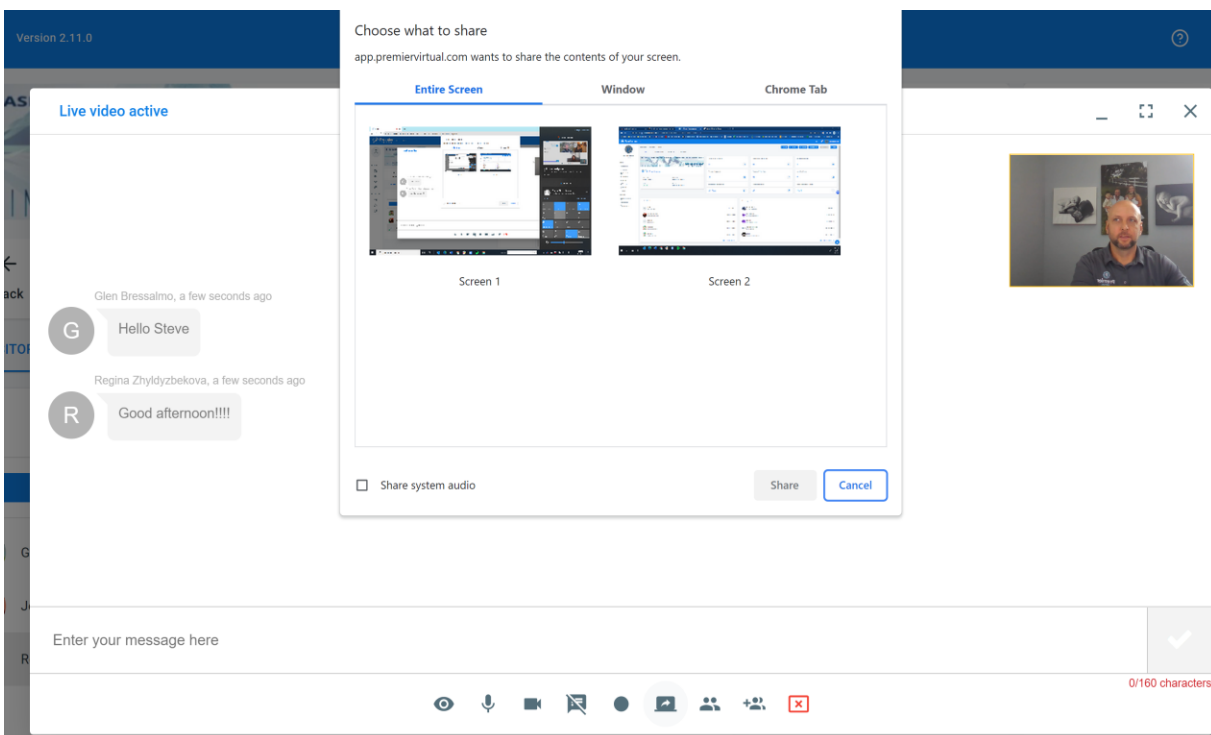 Version 2.11.0
Choose what to share
app.premiervirtual.com wants to share the contents of your screen.
Entire Screen
Window
Chrome Tab
Live video active
Screen 1
Screen 2
Glen Bressalmo, a few seconds ago
G
Hello Steve
Regina Zhyldyzbekova, a few seconds ago
R
Good afternoon!!!!
Share system audio
Share
Cancel
Enter your message here
0/160 characters